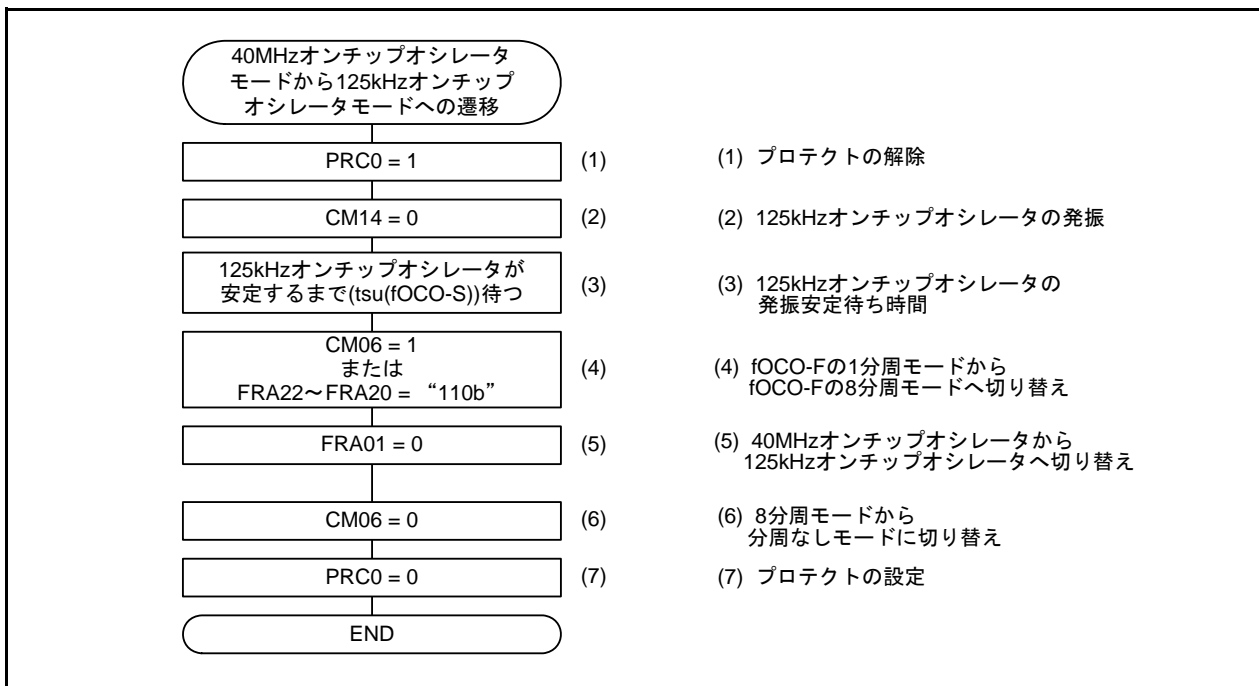 40MHzオンチップオシレータ
モードから125kHzオンチップ
オシレータモードへの遷移
PRC0 = 1
(1)
(1) プロテクトの解除
CM14 = 0
(2)
(2) 125kHzオンチップオシレータの発振
125kHzオンチップオシレータが
安定するまで(tsu(fOCO-S))待つ
(3)
(3) 125kHzオンチップオシレータの
発振安定待ち時間
CM06 = 1
または
FRA22～FRA20 = “110b”
(4)
(4) fOCO-Fの1分周モードから
fOCO-Fの8分周モードへ切り替え
FRA01 = 0
(5)
(5) 40MHzオンチップオシレータから
125kHzオンチップオシレータへ切り替え
CM06 = 0
(6)
(6) 8分周モードから
分周なしモードに切り替え
PRC0 = 0
(7)
(7) プロテクトの設定
END